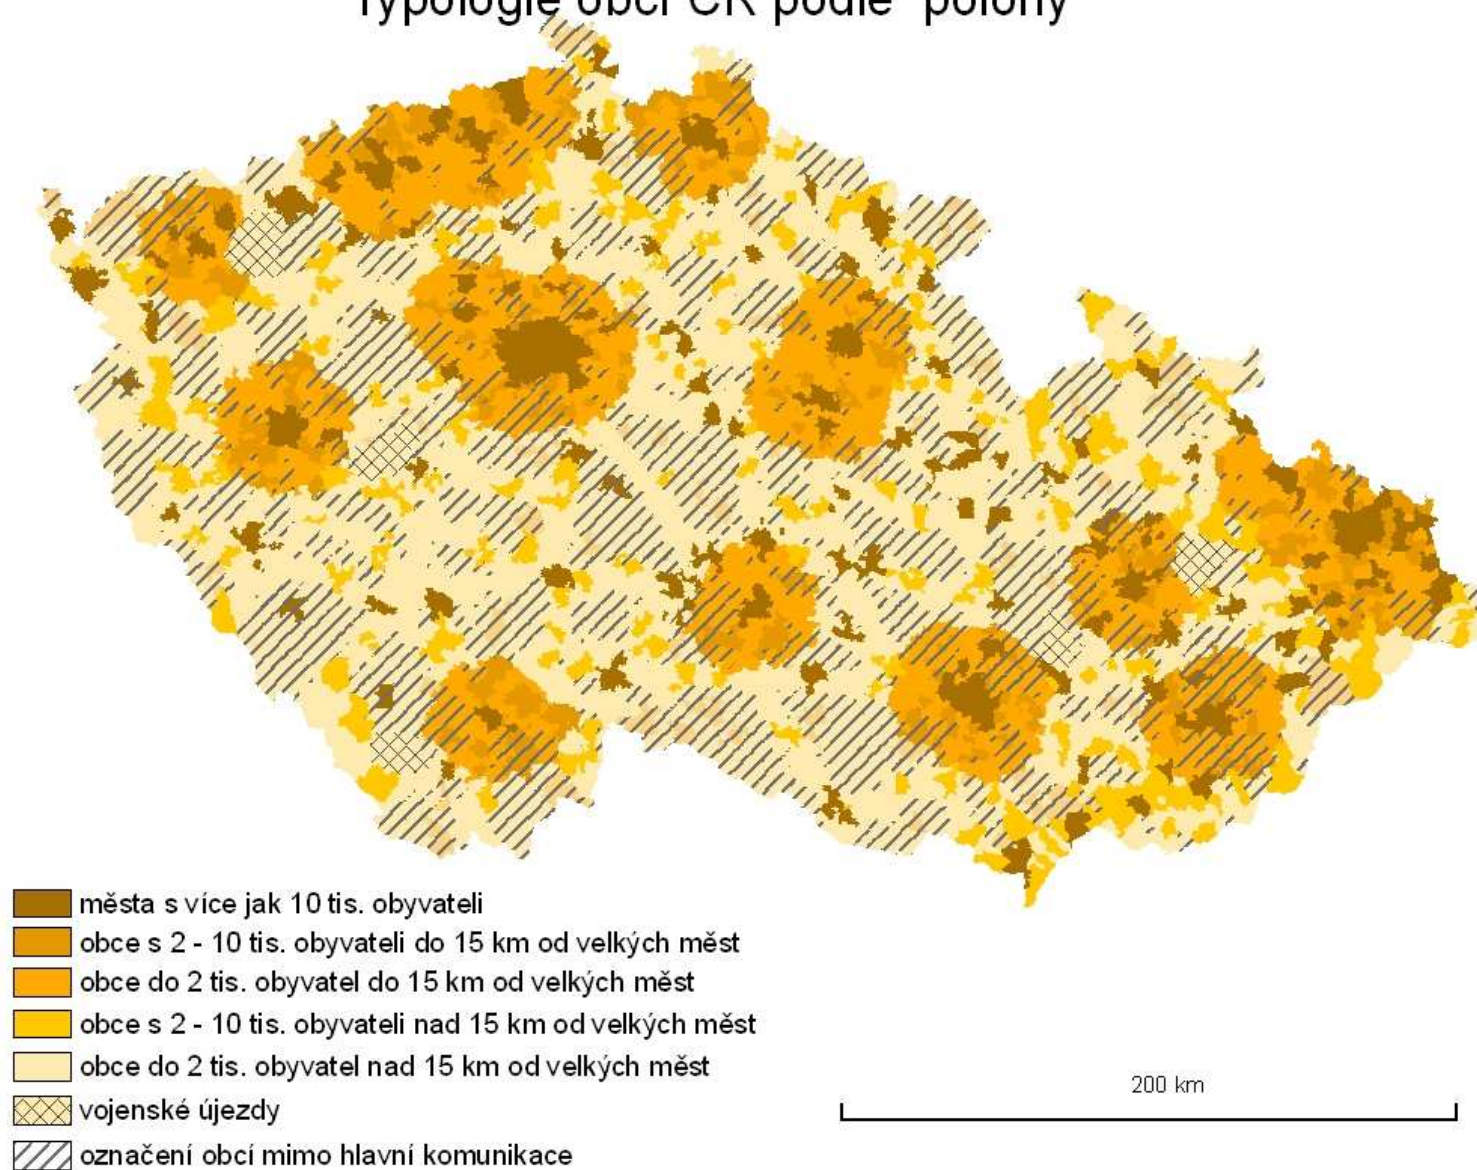 Typologie obcí ČR podle polohy
města s více jak 10 tis. obyvateli
obce s 2 - 10 tis. obyvateli do 15 km od velkých měst
obce do 2 tis. obyvatel do 15 km od velkých měst
obce s 2 - 10 tis. obyvateli nad 15 km od velkých měst
obce do 2 tis. obyvatel nad 15 km od velkých měst
200 km
vojenské újezdy
označení obcí mimo hlavní komunikace